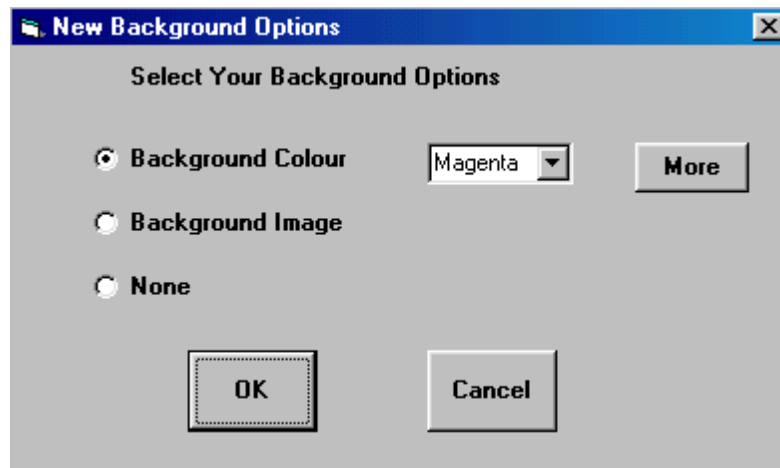 New Background Options
Select Your Background Options
Background Colour Magenta More
Background Image
None
OK Cancel